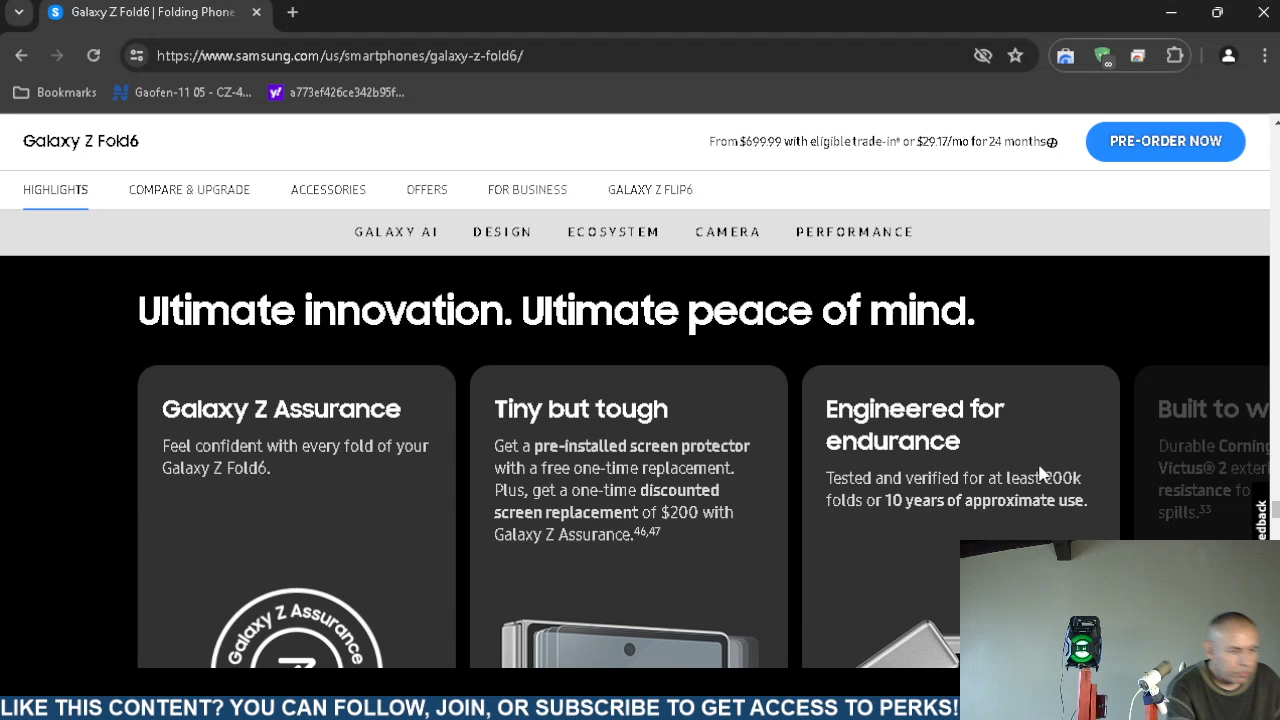 Galaxy Z Fold6 | Folding Phone
https://www.samsung.com/us/smartphones/galaxy-z-fold6/
Bookmarks
Gaofen-11 05 - CZ-4...
a773ef426ce342b95f...
Galaxy Z Fold6
From $699.99 with eligible trade-in⁸ or $29.17/mo for 24 months
PRE-ORDER NOW
HIGHLIGHTS
COMPARE & UPGRADE
ACCESSORIES
OFFERS
FOR BUSINESS
GALAXY Z FLIP6
GALAXY AI
DESIGN
ECOSYSTEM
CAMERA
PERFORMANCE
Ultimate innovation. Ultimate peace of mind.
Galaxy Z Assurance
Feel confident with every fold of your
Galaxy Z Fold6.
Galaxy Z Assurance
Tiny but tough
Get a pre-installed screen protector
with a free one-time replacement.
Plus, get a one-time discounted
screen replacement of $200 with
Galaxy Z Assurance.46,47
Engineered for
endurance
Tested and verified for at least 200k
folds or 10 years of approximate use.
Built to w
Durable Corning
Victus® 2 exteri
resistance fo
spills.33
edback
LIKE THIS CONTENT? YOU CAN FOLLOW, JOIN, OR SUBSCRIBE TO GET ACCESS TO PERKS!